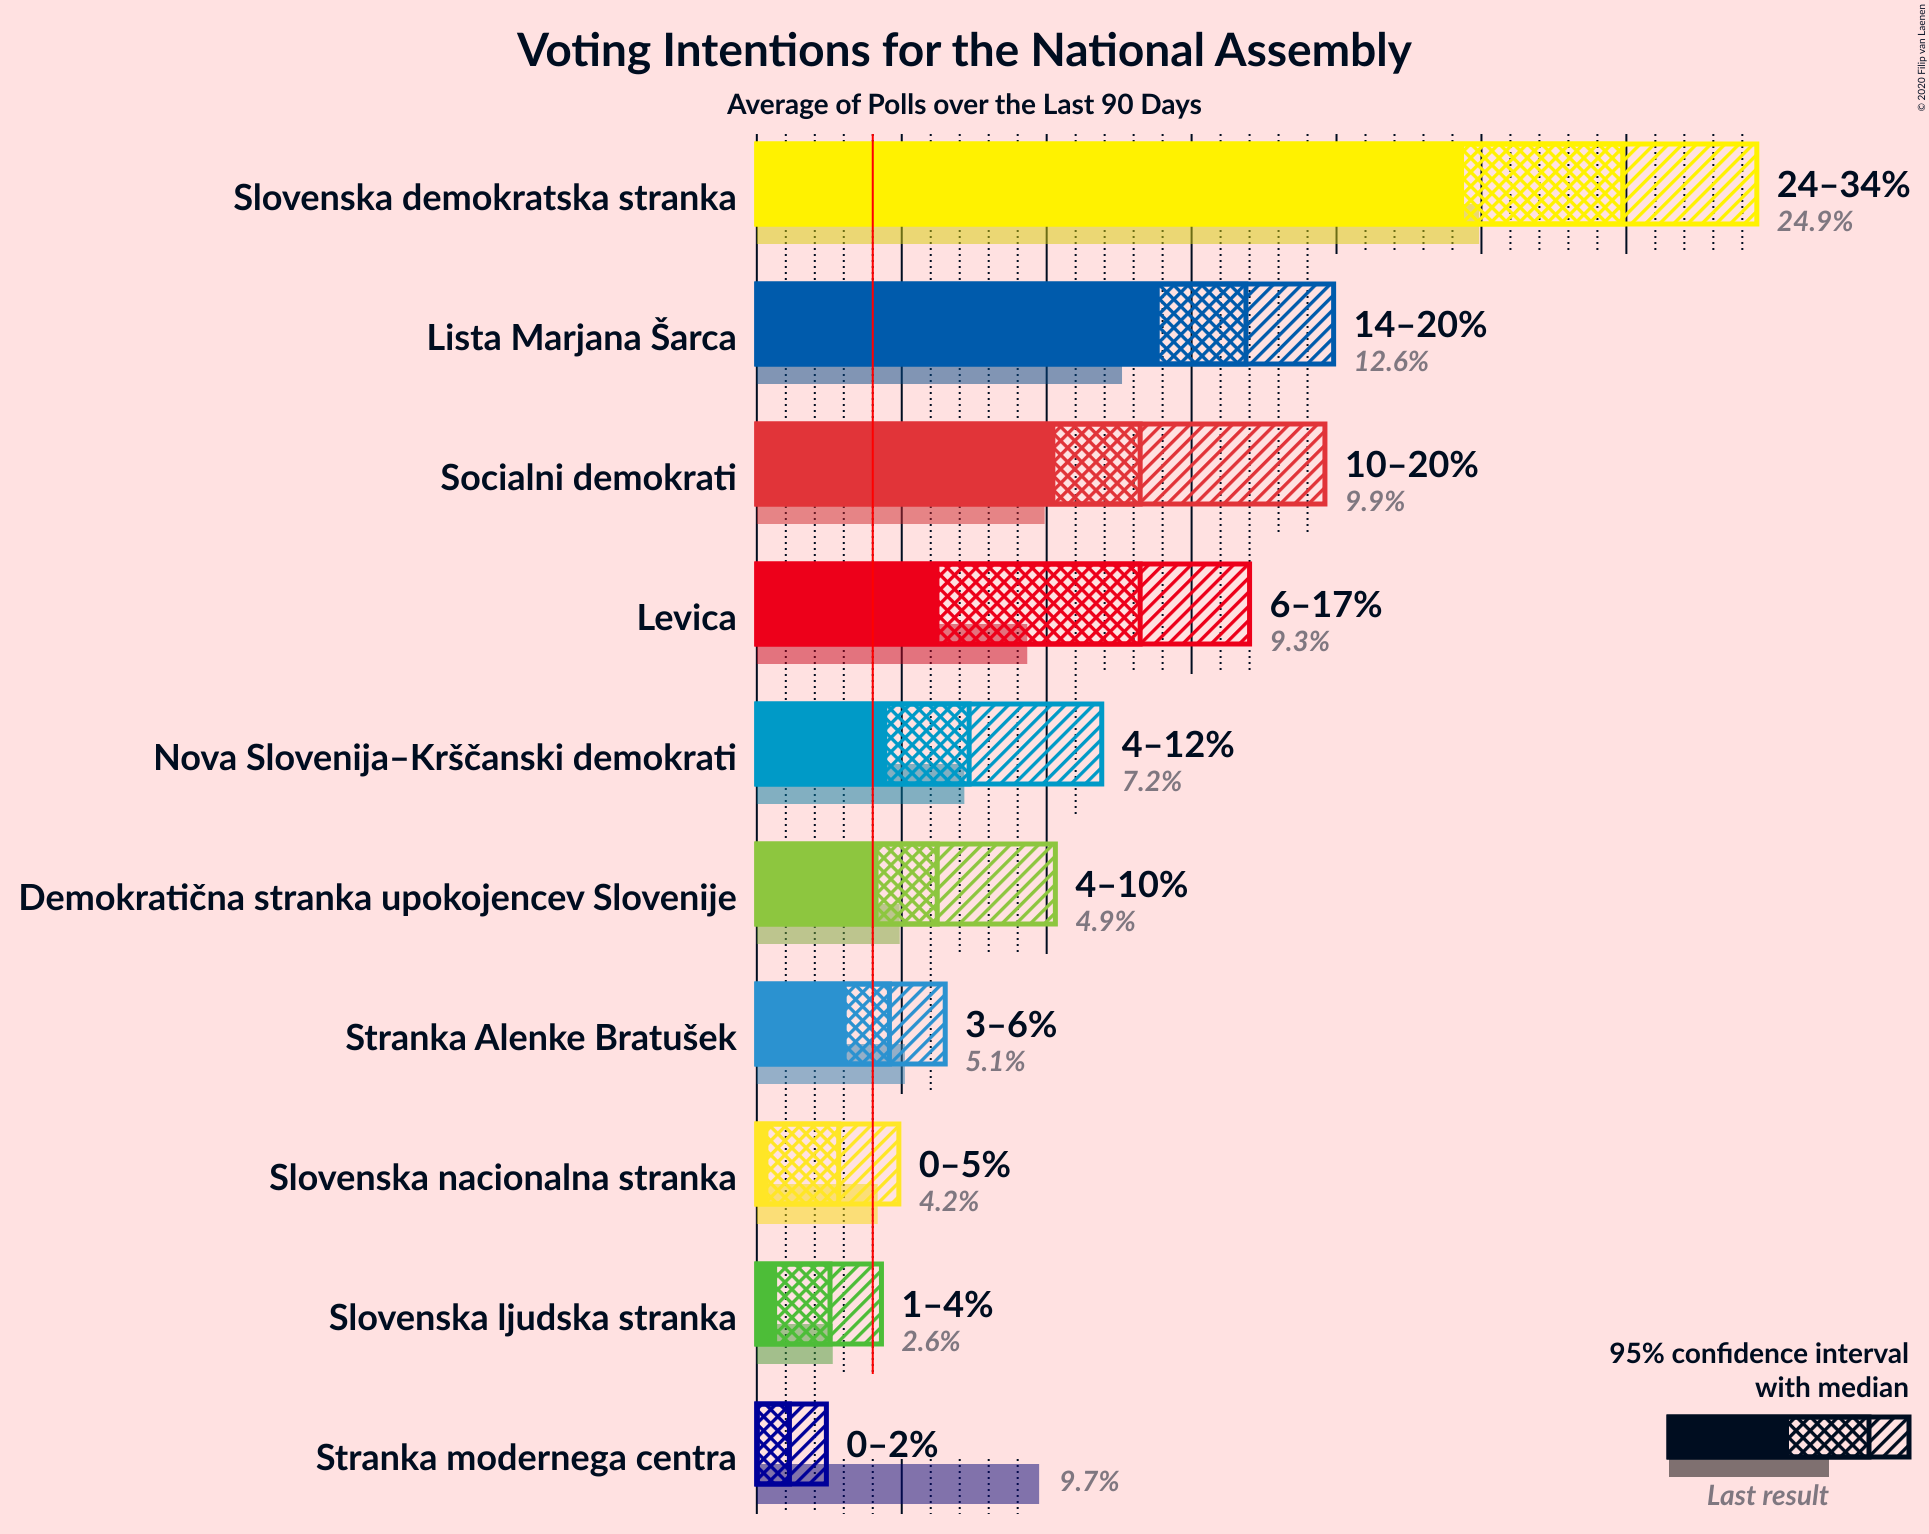 Voting Intentions for the National Assembly
Average of Polls over the Last 90 Days
© 2020 Filip van Laenen
Slovenska demokratska stranka
24–34%
24.9%
Lista Marjana Šarca
14–20%
12.6%
Socialni demokrati
10–20%
9.9%
Levica
6–17%
9.3%
Nova Slovenija–Krščanski demokrati
4–12%
7.2%
Demokratična stranka upokojencev Slovenije
4–10%
4.9%
Stranka Alenke Bratušek
3–6%
5.1%
Slovenska nacionalna stranka
0–5%
4.2%
Slovenska ljudska stranka
1–4%
2.6%
Stranka modernega centra
0–2%
9.7%
95% confidence interval
with median
Last result